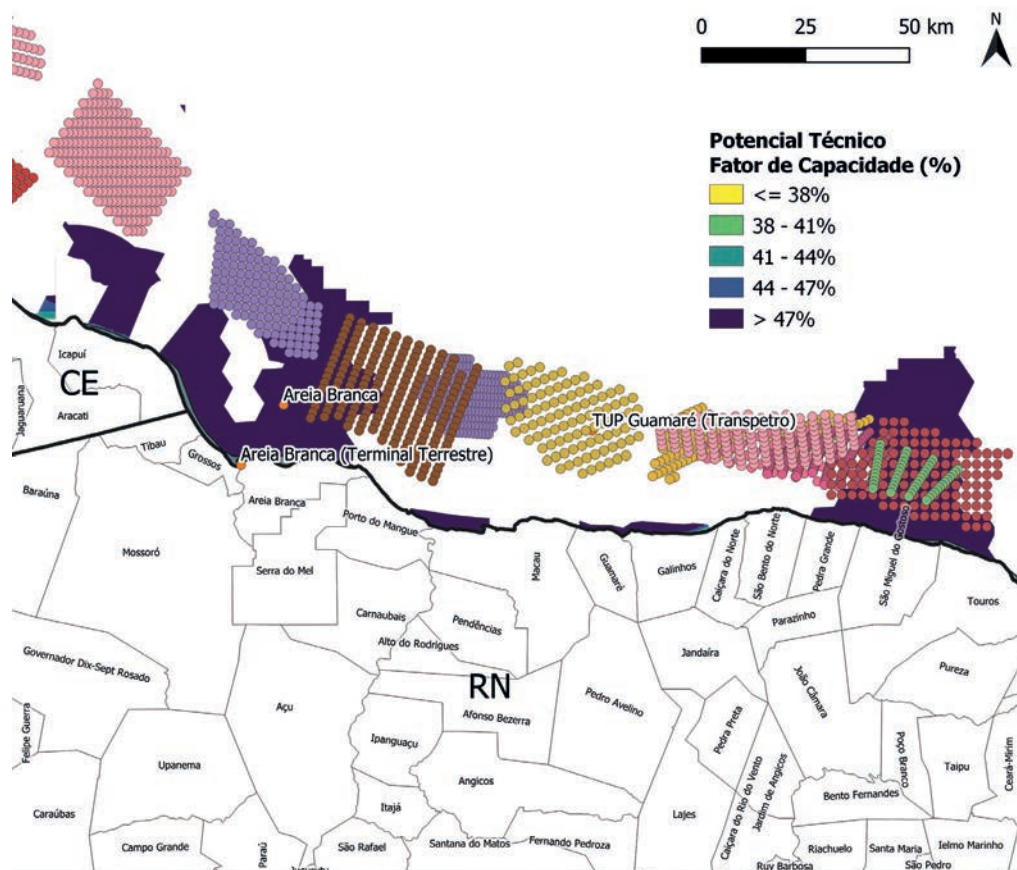 0 25 50 km
N
Potencial Técnico
Fator de Capacidade (%)
<= 38%
38 - 41%
41 - 44%
44 - 47%
> 47%
Icapuí
CE
Jaguaruana
Aracati
Areia Branca
TUP Guamaré (Transpetro)
Tibau
Grossos
Areia Branca (Terminal Terrestre)
Baraúna
Areia Branca
Porto do Mangue
Mossoró
Serra do Mel
Macau
Guamaré
Galinhos
Caiçara do Norte
São Bento do Norte
Pedra Grande
São Miguel do Gostoso
Touros
Carnaubais
Pendências
Alto do Rodrigues
Parazinho
Jandaíra
Governador Dix-Sept Rosado
Açu
RN
Afonso Bezerra
Pedro Avelino
João Câmara
Pureza
Felipe Guerra
Upanema
Ipanguaçu
Angicos
Pedra Preta
Poço Branco
Taipu
Ceará-Mirim
Caraúbas
Itajá
Lajes
Caiçara do Rio do Vento
Jardim de Angicos
Bento Fernandes
Campo Grande
Paraú
São Rafael
Santana do Matos
Fernando Pedroza
Riachuelo
Santa Maria
Ielmo Marinho
Ruy Barbosa
São Pedro